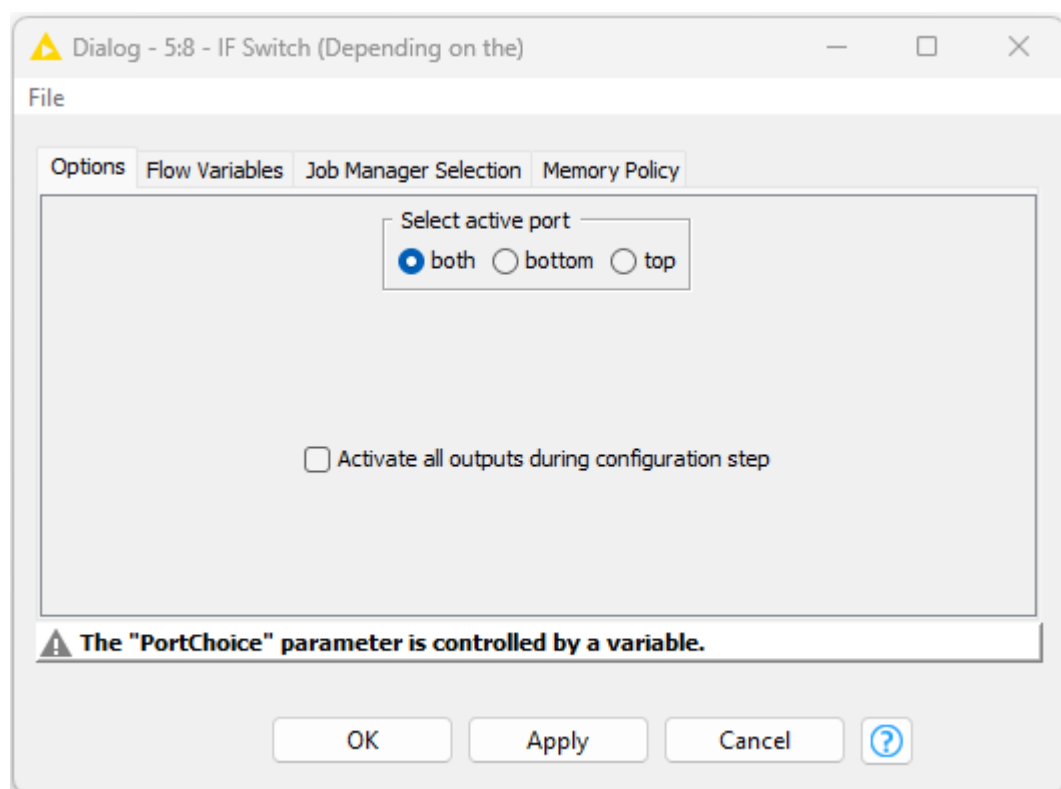 Dialog - 5:8 - IF Switch (Depending on the)
File
Options Flow Variables Job Manager Selection Memory Policy
Select active port
both bottom top
Activate all outputs during configuration step
The "PortChoice" parameter is controlled by a variable.
OK Apply Cancel ?